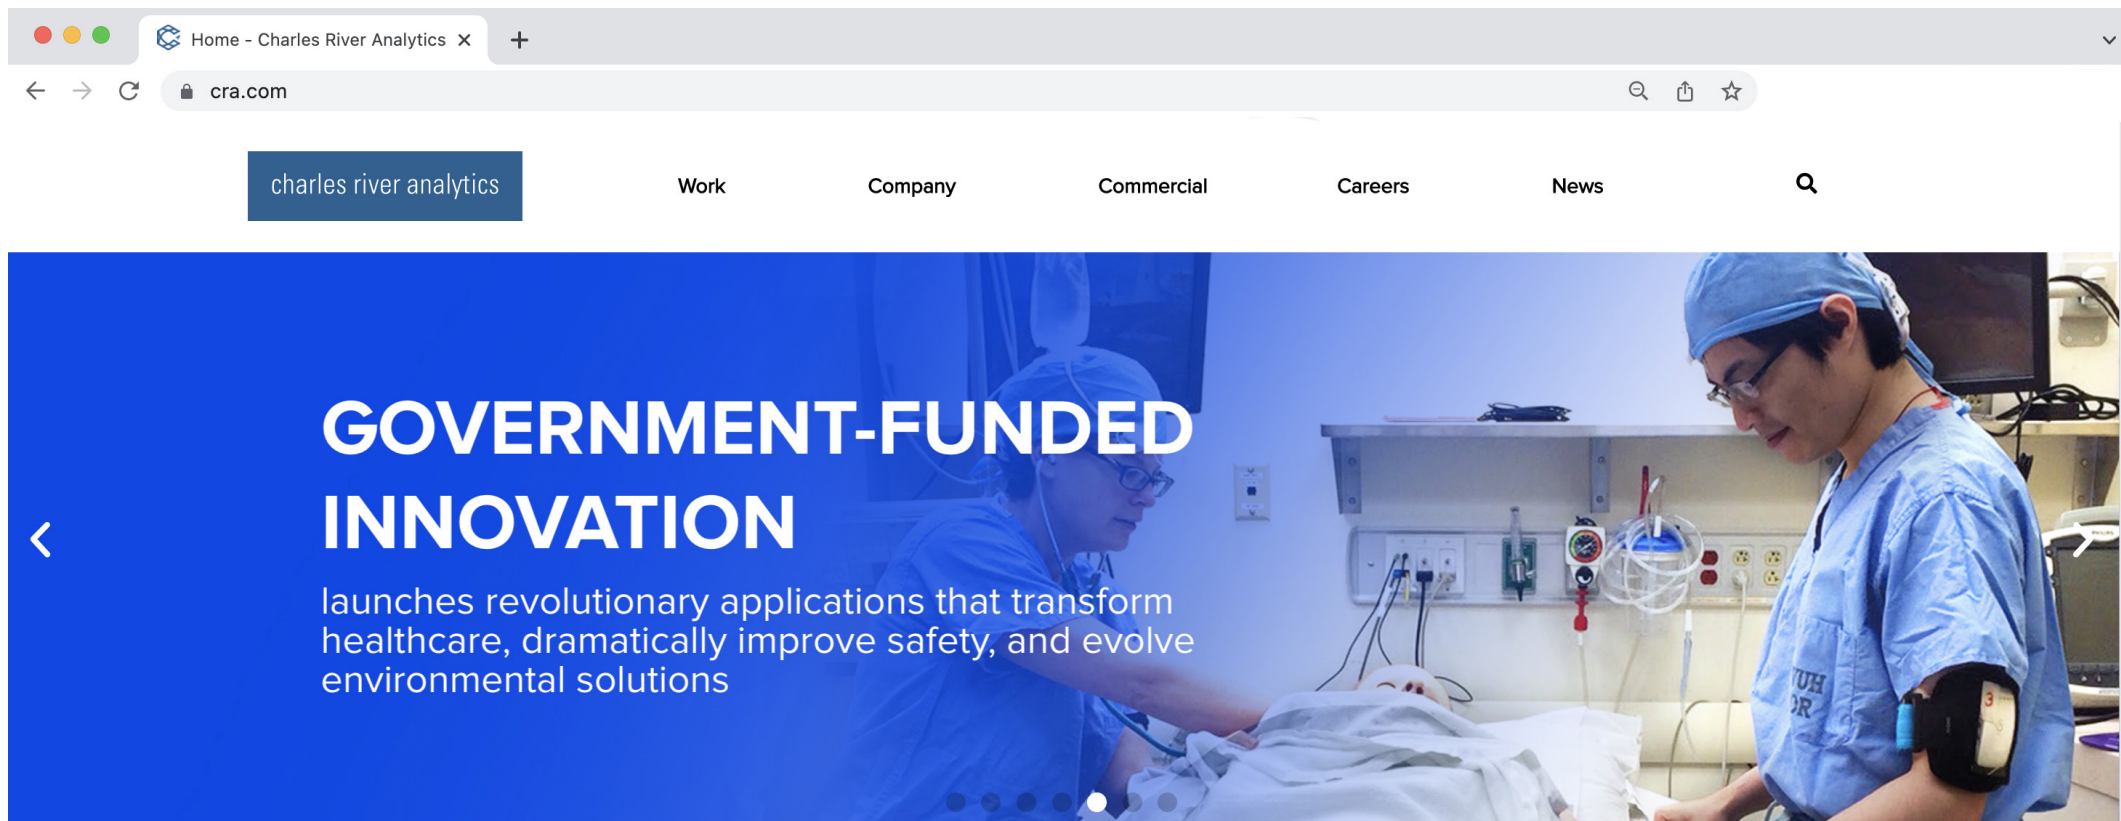 Home - Charles River Analytics
cra.com
charles river analytics
Work
Company
Commercial
Careers
News
GOVERNMENT-FUNDED
INNOVATION
launches revolutionary applications that transform
healthcare, dramatically improve safety, and evolve
environmental solutions
3